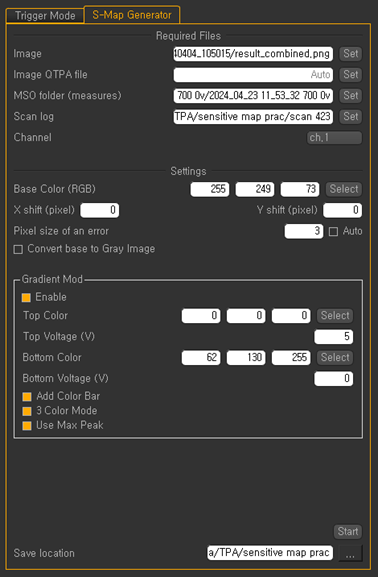 Trigger Mode S-Map Generator
Required Files
Image 40404_105015/result_combined.png Set
Image QTPA file Auto Set
MSO folder (measures) 700 0v/2024_04_23 11_53_32 700 0v Set
Scan log TPA/sensitive map prac/scan 423 Set
Channel ch.1
Settings
Base Color (RGB) 255 249 73 Select
X shift (pixel) 0 Y shift (pixel) 0
Pixel size of an error 3 Auto
Convert base to Gray Image
Gradient Mod
Enable
Top Color 0 0 0 Select
Top Voltage (V) 5
Bottom Color 62 130 255 Select
Bottom Voltage (V) 0
Add Color Bar
3 Color Mode
Use Max Peak
Start
Save location a/TPA/sensitive map prac ...